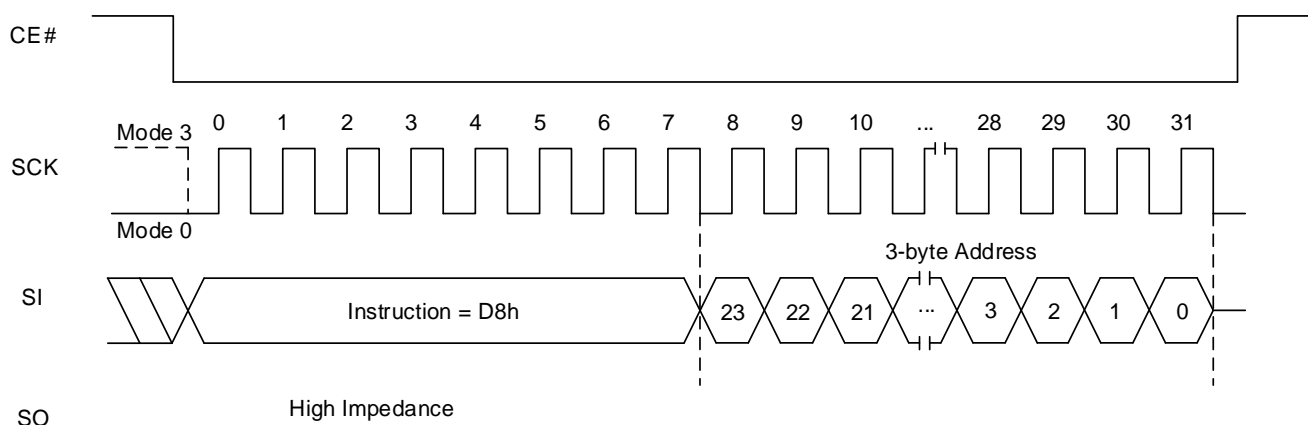 CE#
0 1 2 3 4 5 6 7 8 9 10 ... 28 29 30 31
Mode 3
SCK
Mode 0
3-byte Address
SI
Instruction = D8h 23 22 21 ... 3 2 1 0
High Impedance
SO